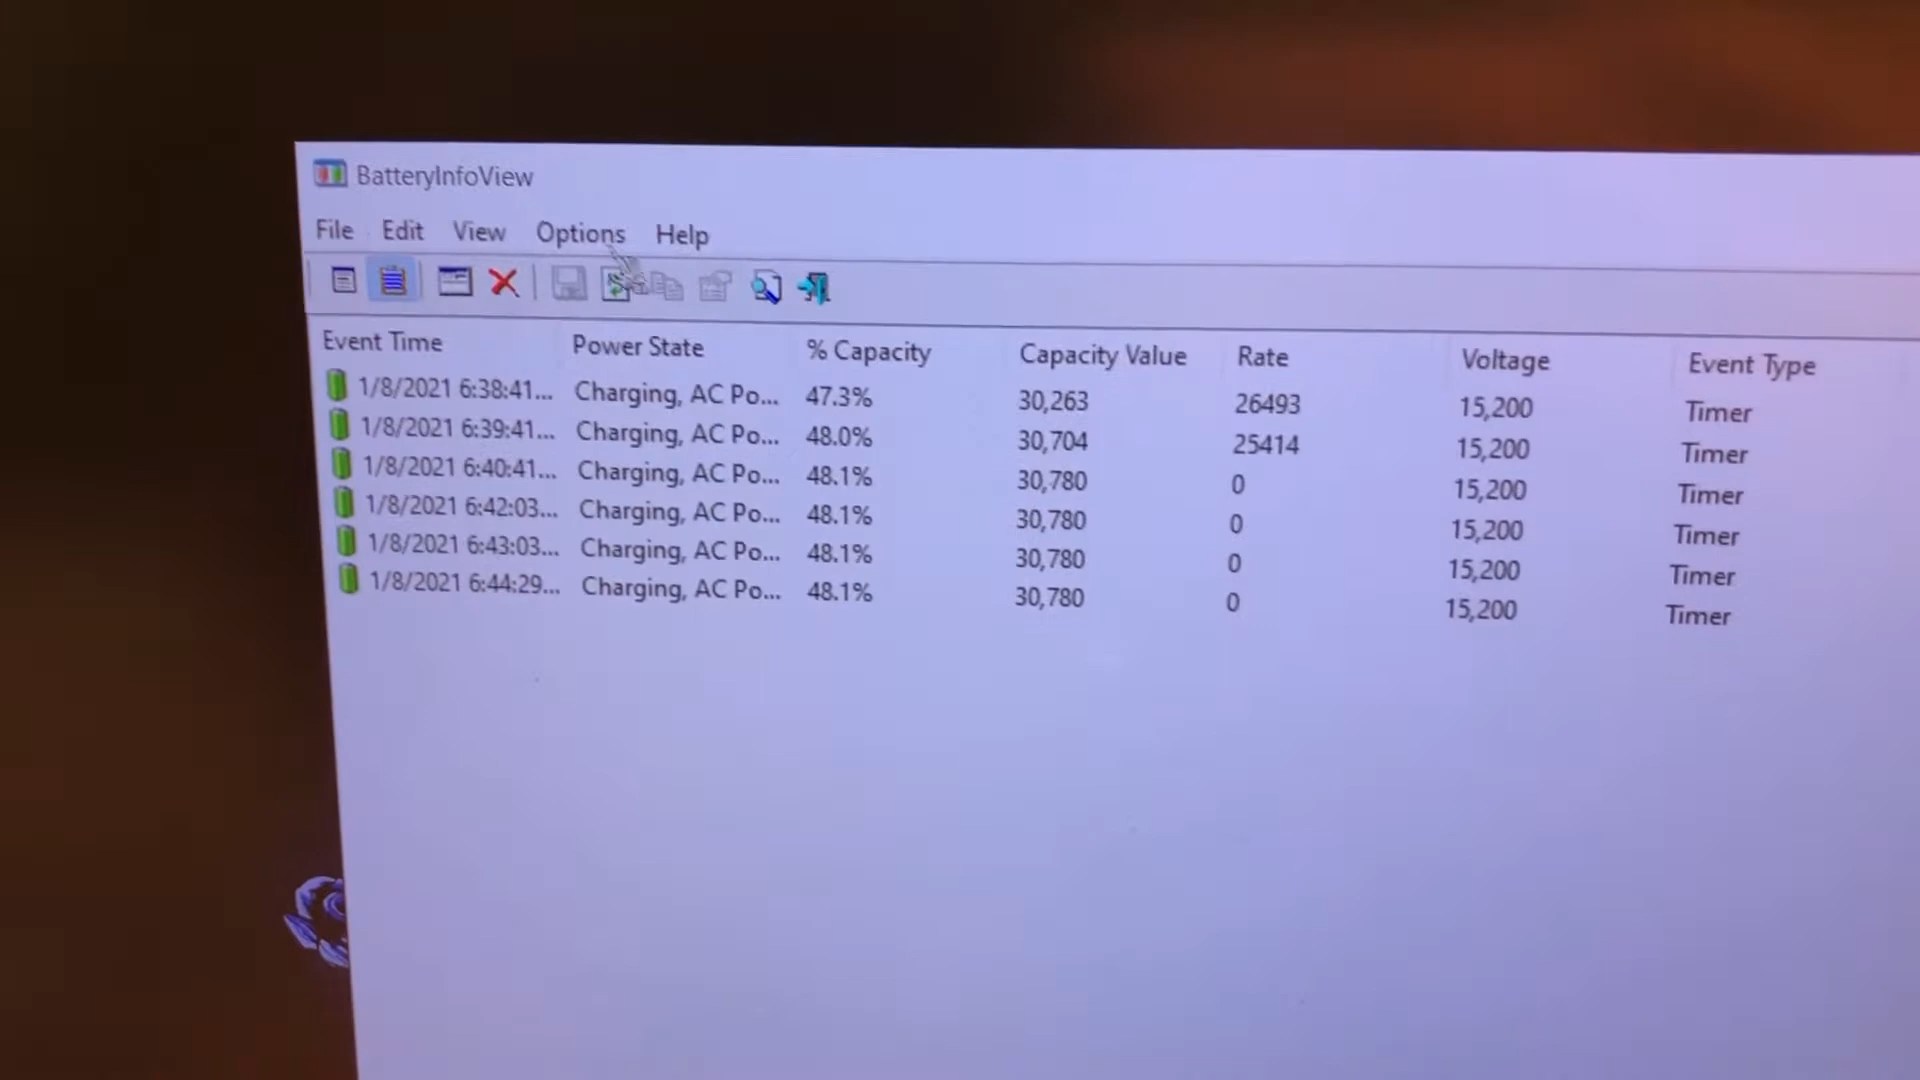 BatteryInfoView
File Edit View Options Help
Event Time Power State % Capacity Capacity Value Rate Voltage Event Type
1/8/2021 6:38:41... Charging, AC Po... 47.3% 30,263 26493 15,200 Timer
1/8/2021 6:39:41... Charging, AC Po... 48.0% 30,704 25414 15,200 Timer
1/8/2021 6:40:41... Charging, AC Po... 48.1% 30,780 0 15,200 Timer
1/8/2021 6:42:03... Charging, AC Po... 48.1% 30,780 0 15,200 Timer
1/8/2021 6:43:03... Charging, AC Po... 48.1% 30,780 0 15,200 Timer
1/8/2021 6:44:29... Charging, AC Po... 48.1% 30,780 0 15,200 Timer